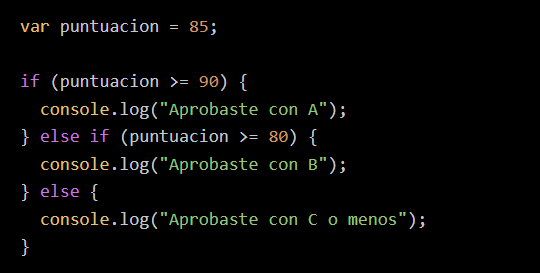 var puntuacion = 85;
if (puntuacion >= 90) {
console.log("Aprobaste con A");
} else if (puntuacion >= 80) {
console.log("Aprobaste con B");
} else {
console.log("Aprobaste con C o menos");
}